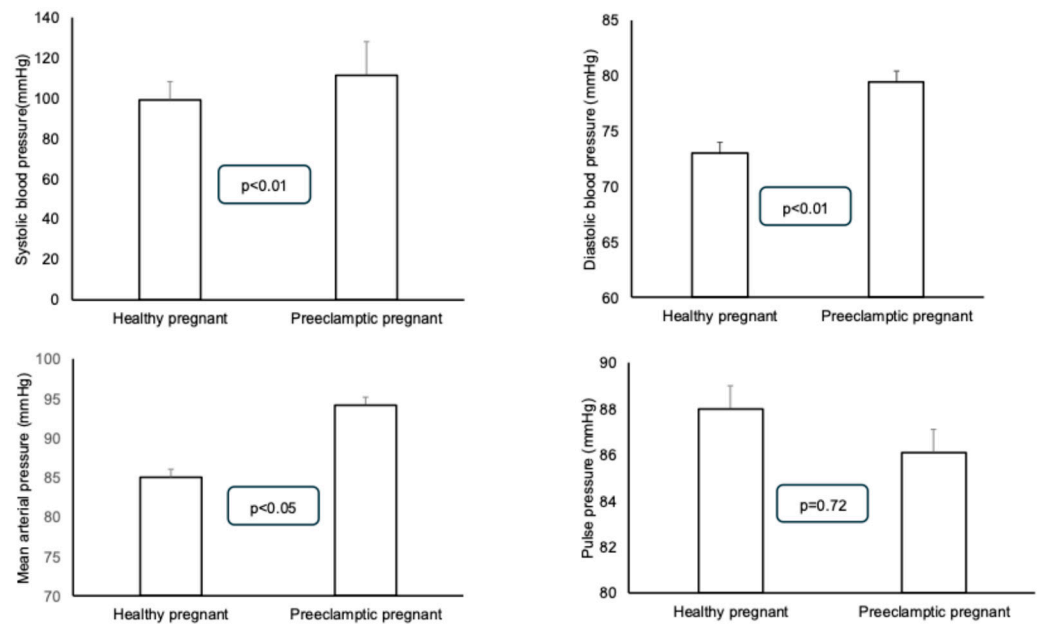 Systolic blood pressure(mmHg)
140
120
100
80
60
40
20
0
p<0.01
Healthy pregnant
Preeclamptic pregnant
Diastolic blood pressure (mmHg)
85
80
75
70
65
60
p<0.01
Healthy pregnant
Preeclamptic pregnant
Mean arterial pressure (mmHg)
100
95
90
85
80
75
70
p<0.05
Healthy pregnant
Preeclamptic pregnant
Pulse pressure (mmHg)
90
88
86
84
82
80
p=0.72
Healthy pregnant
Preeclamptic pregnant